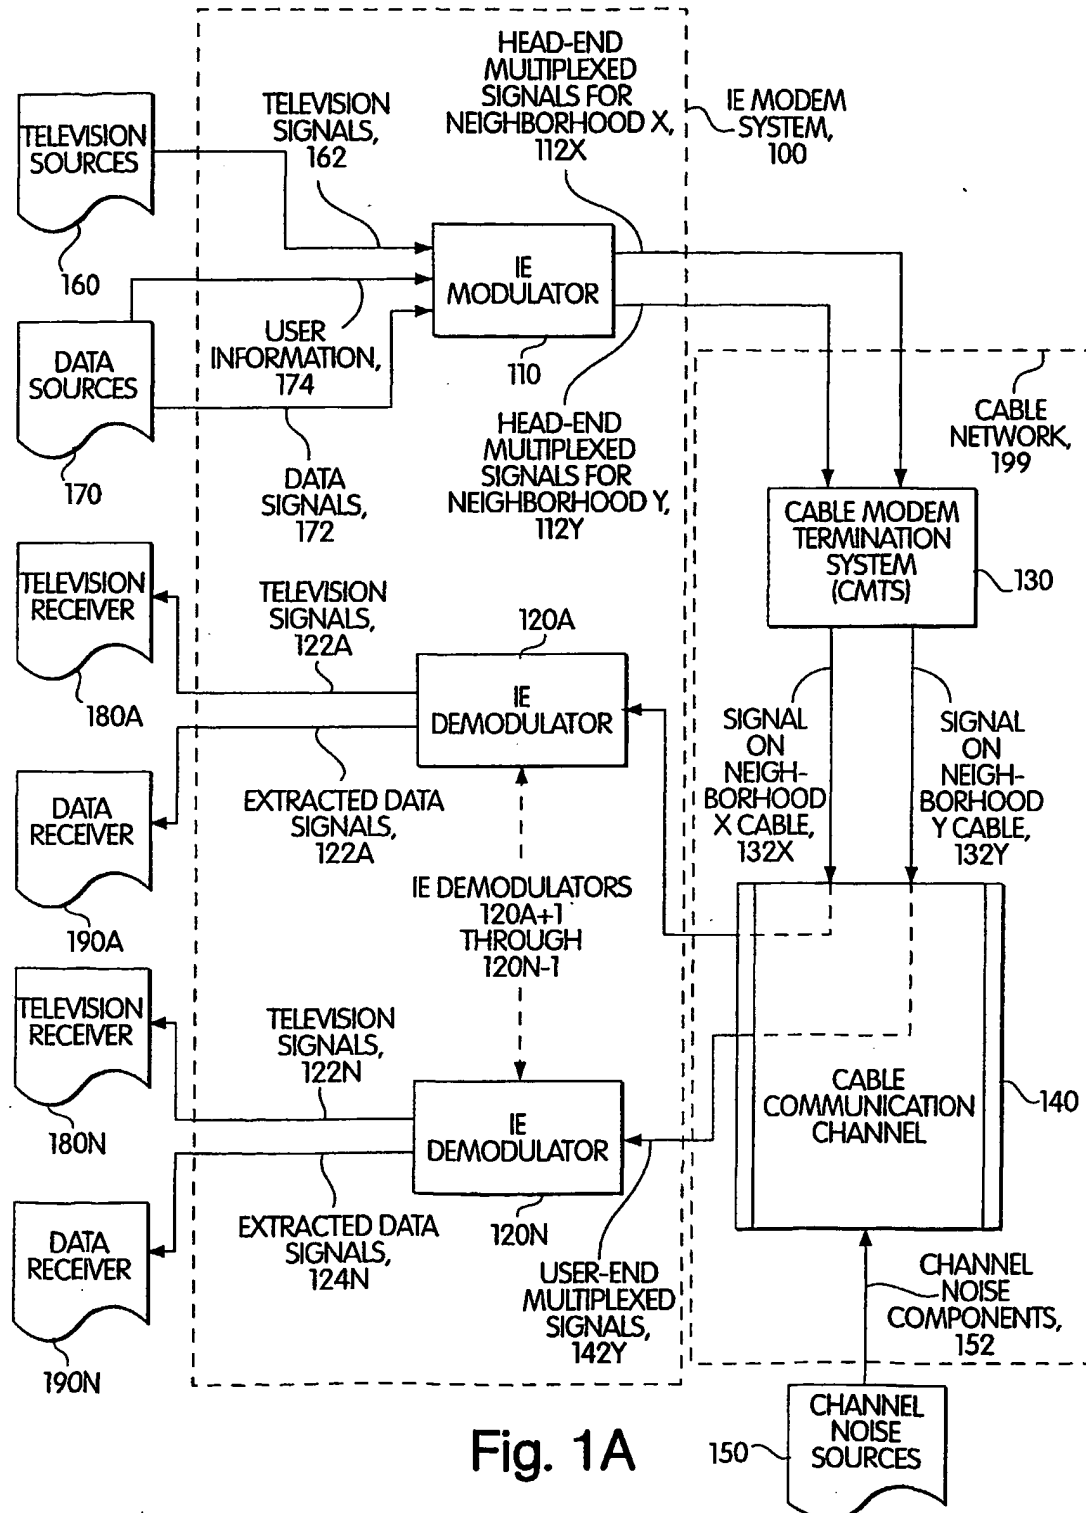 HEAD-END
MULTIPLEXED
SIGNALS FOR
NEIGHBORHOOD X,
112X
TELEVISION
SIGNALS,
162
IE MODEM
SYSTEM,
100
TELEVISION
SOURCES
160
IE
MODULATOR
110
USER
INFORMATION,
174
DATA
SOURCES
170
DATA
SIGNALS,
172
HEAD-END
MULTIPLEXED
SIGNALS FOR
NEIGHBORHOOD Y,
112Y
CABLE
NETWORK,
199
CABLE MODEM
TERMINATION
SYSTEM
(CMTS)
130
TELEVISION
RECEIVER
180A
TELEVISION
SIGNALS,
122A
120A
IE
DEMODULATOR
SIGNAL
ON
NEIGH-
BORHOOD
X CABLE,
132X
SIGNAL
ON
NEIGH-
BORHOOD
Y CABLE,
132Y
DATA
RECEIVER
190A
EXTRACTED DATA
SIGNALS,
122A
IE DEMODULATORS
120A+1
THROUGH
120N-1
TELEVISION
RECEIVER
180N
TELEVISION
SIGNALS,
122N
IE
DEMODULATOR
120N
CABLE
COMMUNICATION
CHANNEL
140
DATA
RECEIVER
190N
EXTRACTED DATA
SIGNALS,
124N
USER-END
MULTIPLEXED
SIGNALS,
142Y
CHANNEL
NOISE
COMPONENTS,
152
CHANNEL
NOISE
SOURCES
150
Fig. 1A